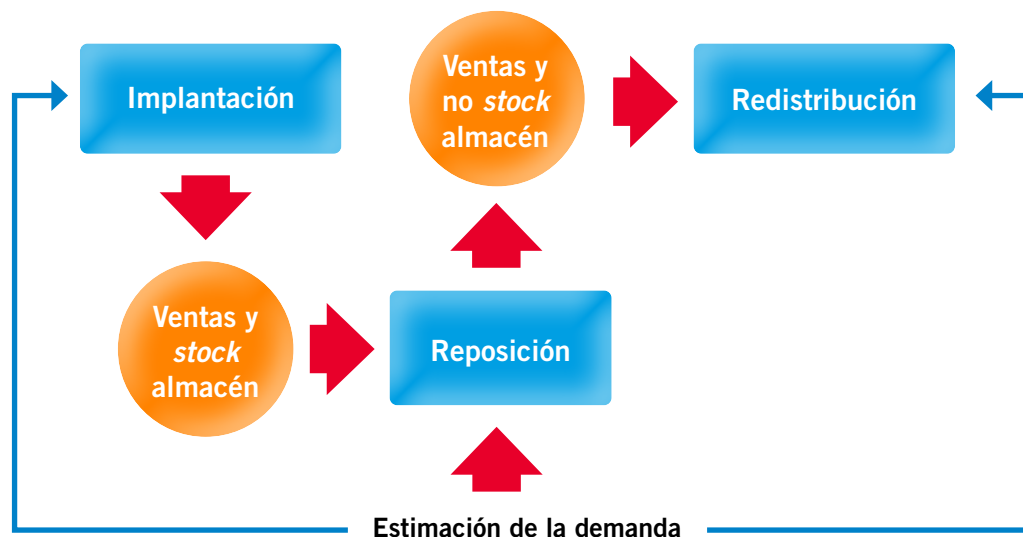 Implantación
Ventas y
no stock
almacén
Redistribución
Ventas y
stock
almacén
Reposición
Estimación de la demanda